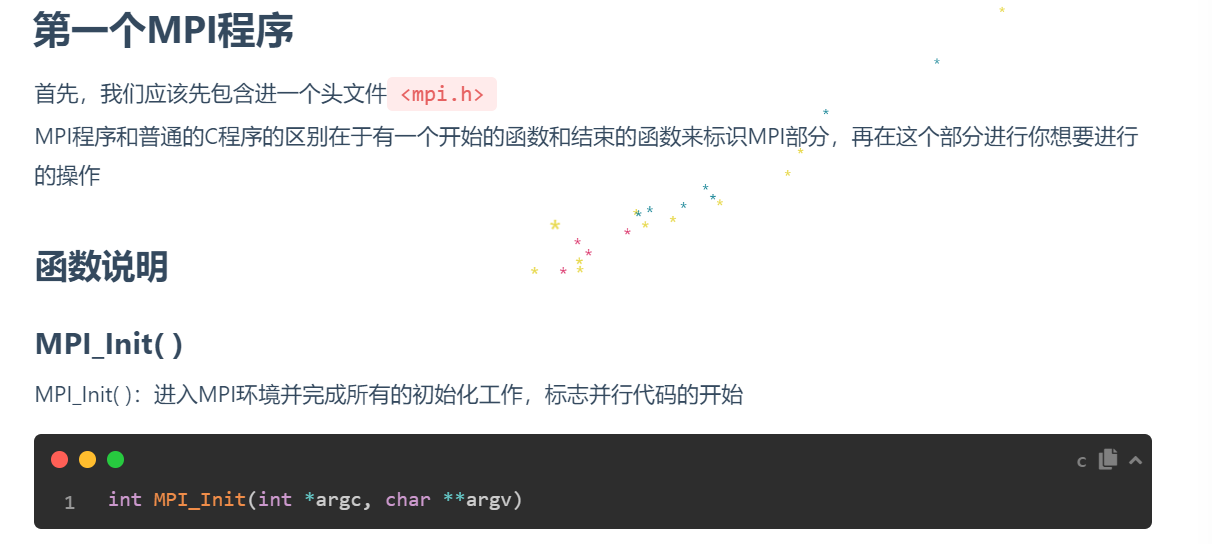 第一个MPI程序
首先，我们应该先包含进一个头文件 <mpi.h>
MPI程序和普通的C程序的区别在于有一个开始的函数和结束的函数来标识MPI部分，再在这个部分进行你想要进行
的操作
函数说明
MPI_Init( )
MPI_Init( )：进入MPI环境并完成所有的初始化工作，标志并行代码的开始
c
1 int MPI_Init(int *argc, char **argv)